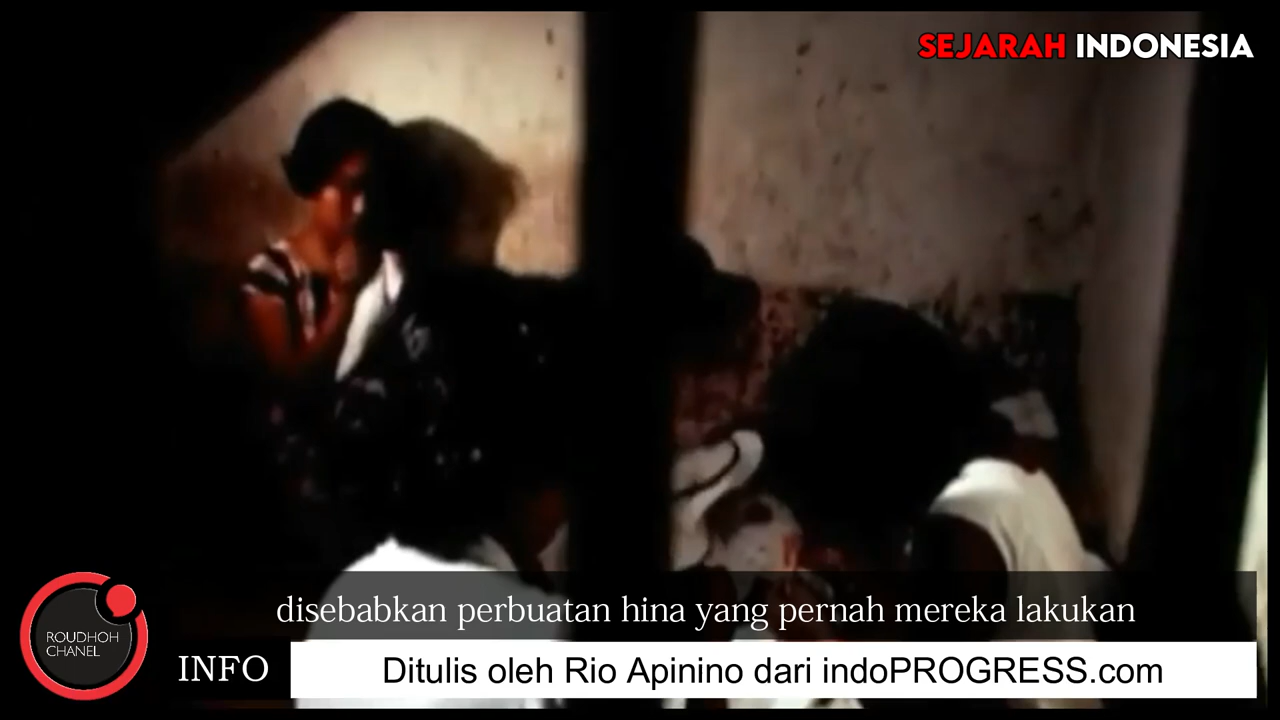 SEJARAH INDONESIA
disebabkan perbuatan hina yang pernah mereka lakukan
ROUDHOH
CHANEL
INFO
Ditulis oleh Rio Apinino dari indoPROGRESS.com